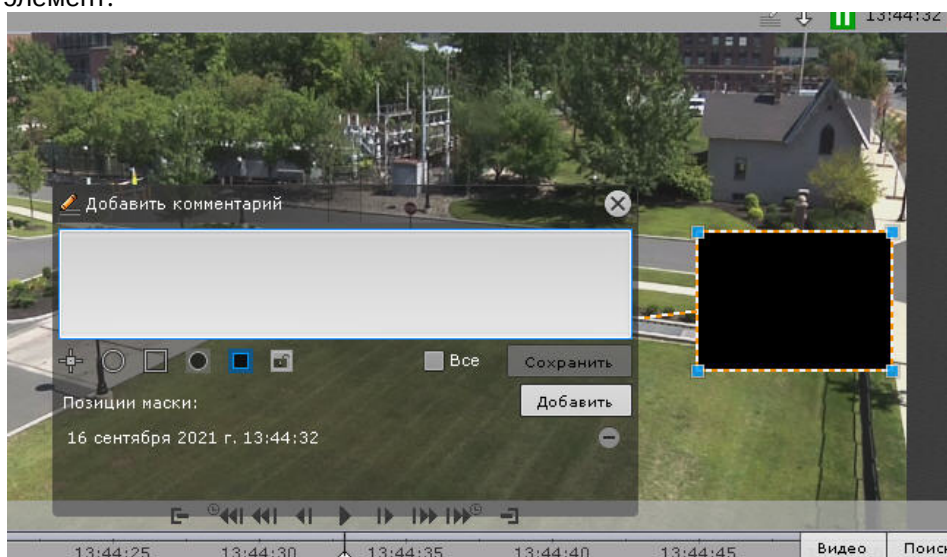 элемент:
13:44:32
Добавить комментарий
Все
Сохранить
Позиции маски:
Добавить
16 сентября 2021 г. 13:44:32
13:44:25 13:44:30 13:44:35 13:44:40 13:44:45
Видео